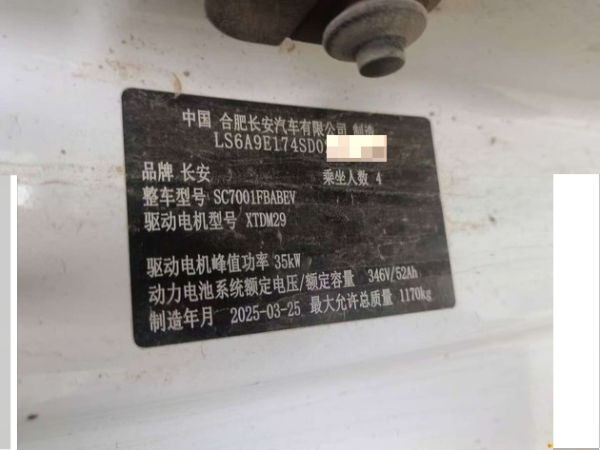 中国 合肥长安汽车有限公司 制造
LS6A9E174SD0
品牌 长安 乘坐人数 4
整车型号 SC7001FBABEV
驱动电机型号 XTDM29
驱动电机峰值功率 35kW
动力电池系统额定电压/额定容量 346V/52Ah
制造年月 2025-03-25 最大允许总质量 1170kg